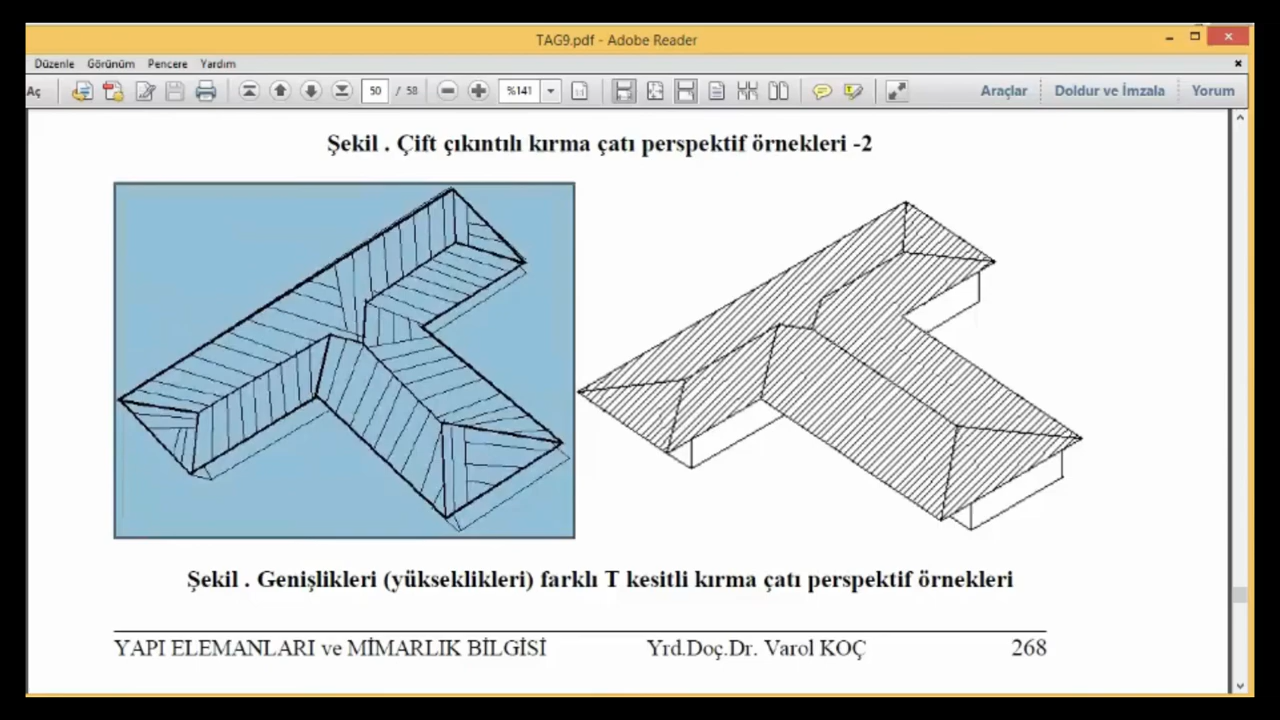 TAG9.pdf - Adobe Reader
Düzenle Görünüm Pencere Yardım
Aç 50 / 58 %141 Araçlar Doldur ve İmzala Yorum
Şekil . Çift çıkıntılı kırma çatı perspektif örnekleri -2
Şekil . Genişlikleri (yükseklikleri) farklı T kesitli kırma çatı perspektif örnekleri
YAPI ELEMANLARI ve MİMARLIK BİLGİSİ Yrd.Doç.Dr. Varol KOÇ 268